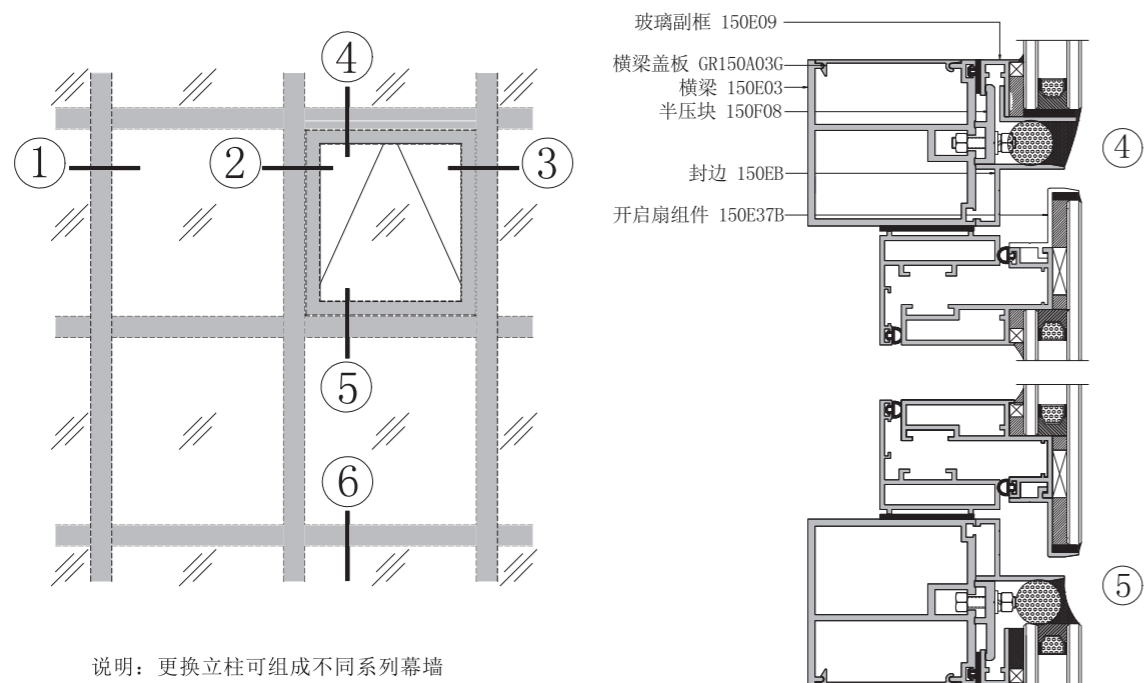 ④
①
②
③
⑤
⑥
说明：更换立柱可组成不同系列幕墙
玻璃副框 150E09
横梁盖板 GR150A03G
横梁 150E03
半压块 150F08
封边 150EB
开启扇组件 150E37B
④
⑤